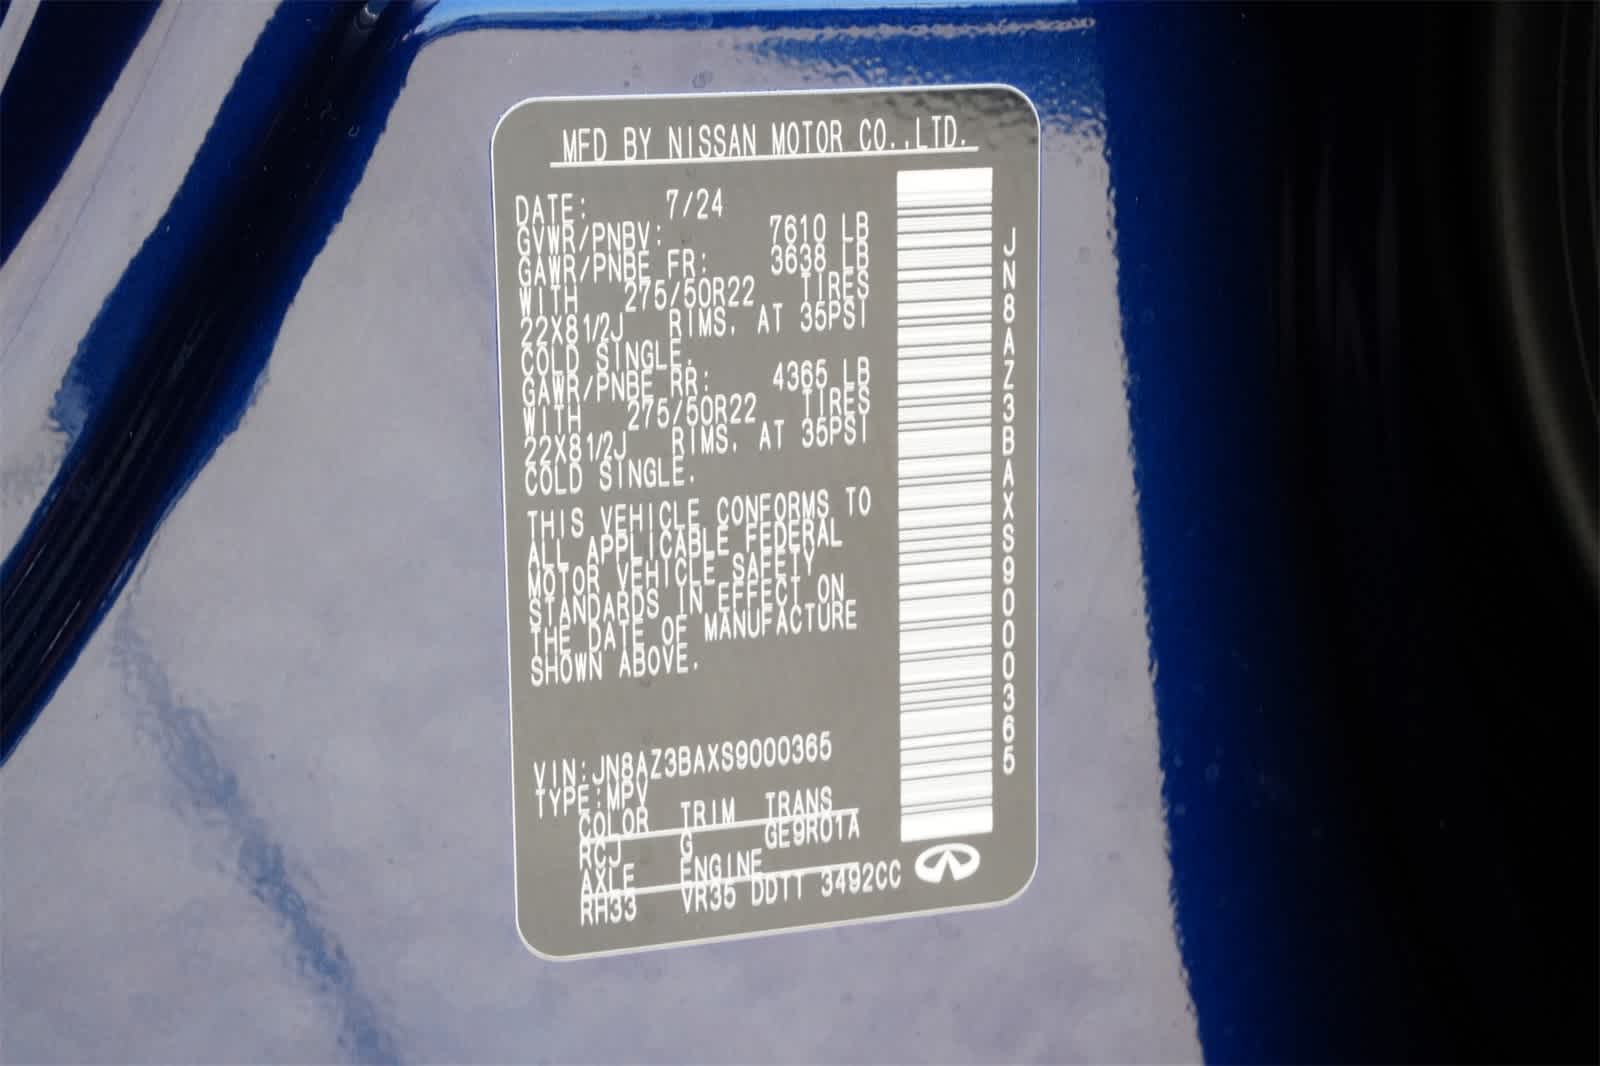 MFD BY NISSAN MOTOR CO.,LTD.
DATE: 7/24
GVWR/PNBV: 7610 LB
GAWR/PNBE FR: 3638 LB
WITH 275/50R22 TIRES
22X81/2J RIMS. AT 35PSI
COLD SINGLE.
GAWR/PNBE RR: 4365 LB
WITH 275/50R22 TIRES
22X81/2J RIMS. AT 35PSI
COLD SINGLE.
THIS VEHICLE CONFORMS TO
ALL APPLICABLE FEDERAL
MOTOR VEHICLE SAFETY
STANDARDS IN EFFECT ON
THE DATE OF MANUFACTURE
SHOWN ABOVE.
VIN:JN8AZ3BAXS9000365
TYPE:MPV
COLOR TRIM TRANS
RCJ G GE9R01A
AXLE ENGINE
RH33 VR35 DDTT 3492CC
JN8AZ3BAXS9000365